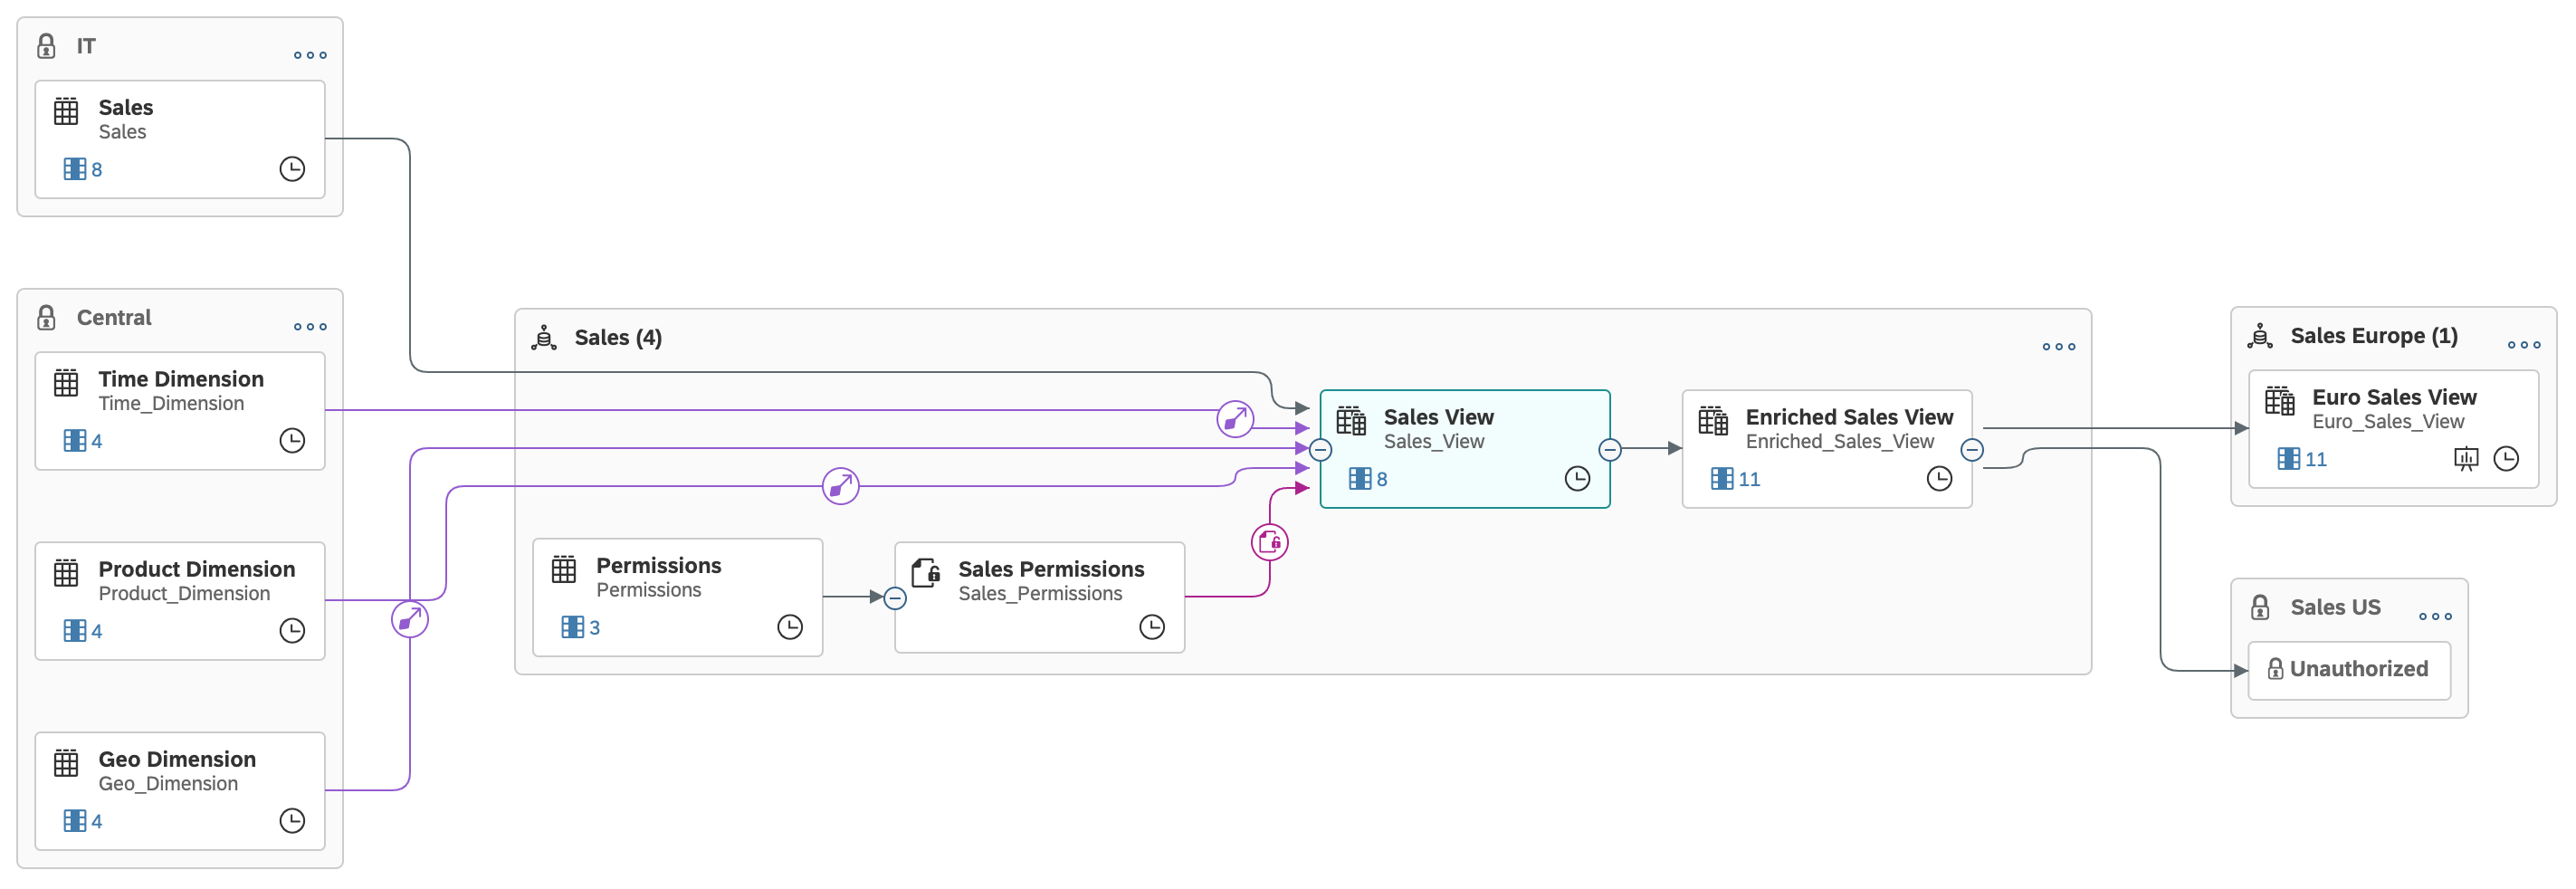 IT
Sales
Sales
8
Central
Time Dimension
Time_Dimension
4
Product Dimension
Product_Dimension
4
Geo Dimension
Geo_Dimension
4
Sales (4)
Permissions
Permissions
3
Sales Permissions
Sales_Permissions
Sales View
Sales_View
8
Enriched Sales View
Enriched_Sales_View
11
Sales Europe (1)
Euro Sales View
Euro_Sales_View
11
Sales US
Unauthorized